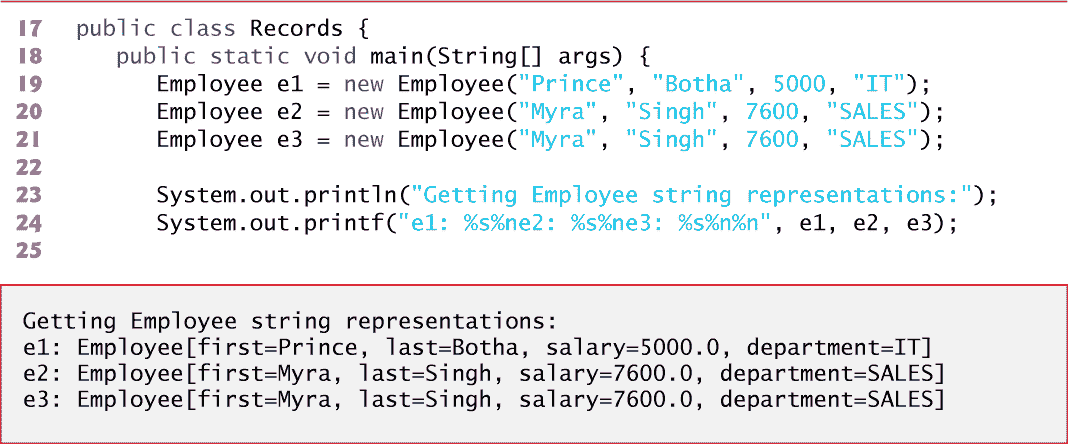 17 public class Records {
18 public static void main(String[] args) {
19 Employee e1 = new Employee("Prince", "Botha", 5000, "IT");
20 Employee e2 = new Employee("Myra", "Singh", 7600, "SALES");
21 Employee e3 = new Employee("Myra", "Singh", 7600, "SALES");
22
23 System.out.println("Getting Employee string representations:");
24 System.out.printf("e1: %s%ne2: %s%ne3: %s%n%n", e1, e2, e3);
25
Getting Employee string representations:
e1: Employee[first=Prince, last=Botha, salary=5000.0, department=IT]
e2: Employee[first=Myra, last=Singh, salary=7600.0, department=SALES]
e3: Employee[first=Myra, last=Singh, salary=7600.0, department=SALES]